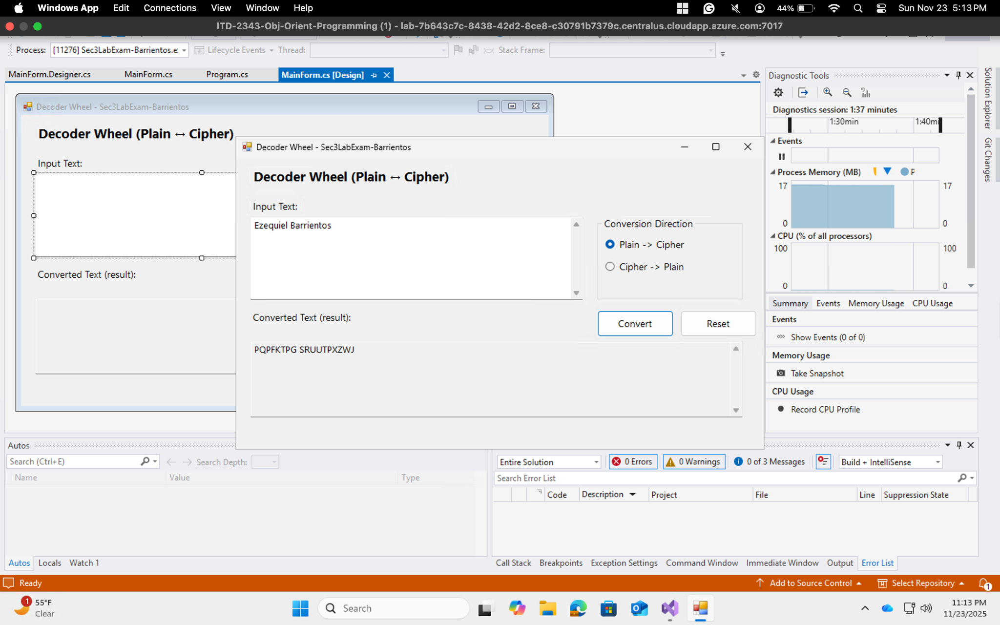 Windows App Edit Connections View Window Help 44% Sun Nov 23 5:13 PM
ITD-2343-Obj-Orient-Programming (1) - lab-7b643c7c-8438-42d2-8ce8-c30791b7379c.centralus.cloudapp.azure.com:7017
Process: [11276] Sec3LabExam-Barrientos.e Lifecycle Events Thread: Stack Frame:
MainForm.Designer.cs MainForm.cs Program.cs MainForm.cs [Design]
Decoder Wheel - Sec3LabExam-Barrientos
Decoder Wheel (Plain ↔ Cipher)
Input Text:
Converted Text (result):
Decoder Wheel - Sec3LabExam-Barrientos
Decoder Wheel (Plain ↔ Cipher)
Input Text:
Ezequiel Barrientos
Conversion Direction
Plain -> Cipher
Cipher -> Plain
Converted Text (result):
Convert Reset
PQPFKTPG SRUUTPXZWJ
Diagnostic Tools
Diagnostics session: 1:37 minutes
1:30min 1:40mi
Events
Process Memory (MB) P
17 17
0 0
CPU (% of all processors)
100 100
0 0
Summary Events Memory Usage CPU Usage
Events
Show Events (0 of 0)
Memory Usage
Take Snapshot
CPU Usage
Record CPU Profile
Solution Explorer
Git Changes
Autos
Search (Ctrl+E) Search Depth:
Name Value Type
Autos Locals Watch 1
Entire Solution 0 Errors 0 Warnings 0 of 3 Messages Build + IntelliSense
Search Error List
Code Description Project File Line Suppression State
Call Stack Breakpoints Exception Settings Command Window Immediate Window Output Error List
Ready Add to Source Control Select Repository 1
1 55°F
Clear
Search
11:13 PM
11/23/2025